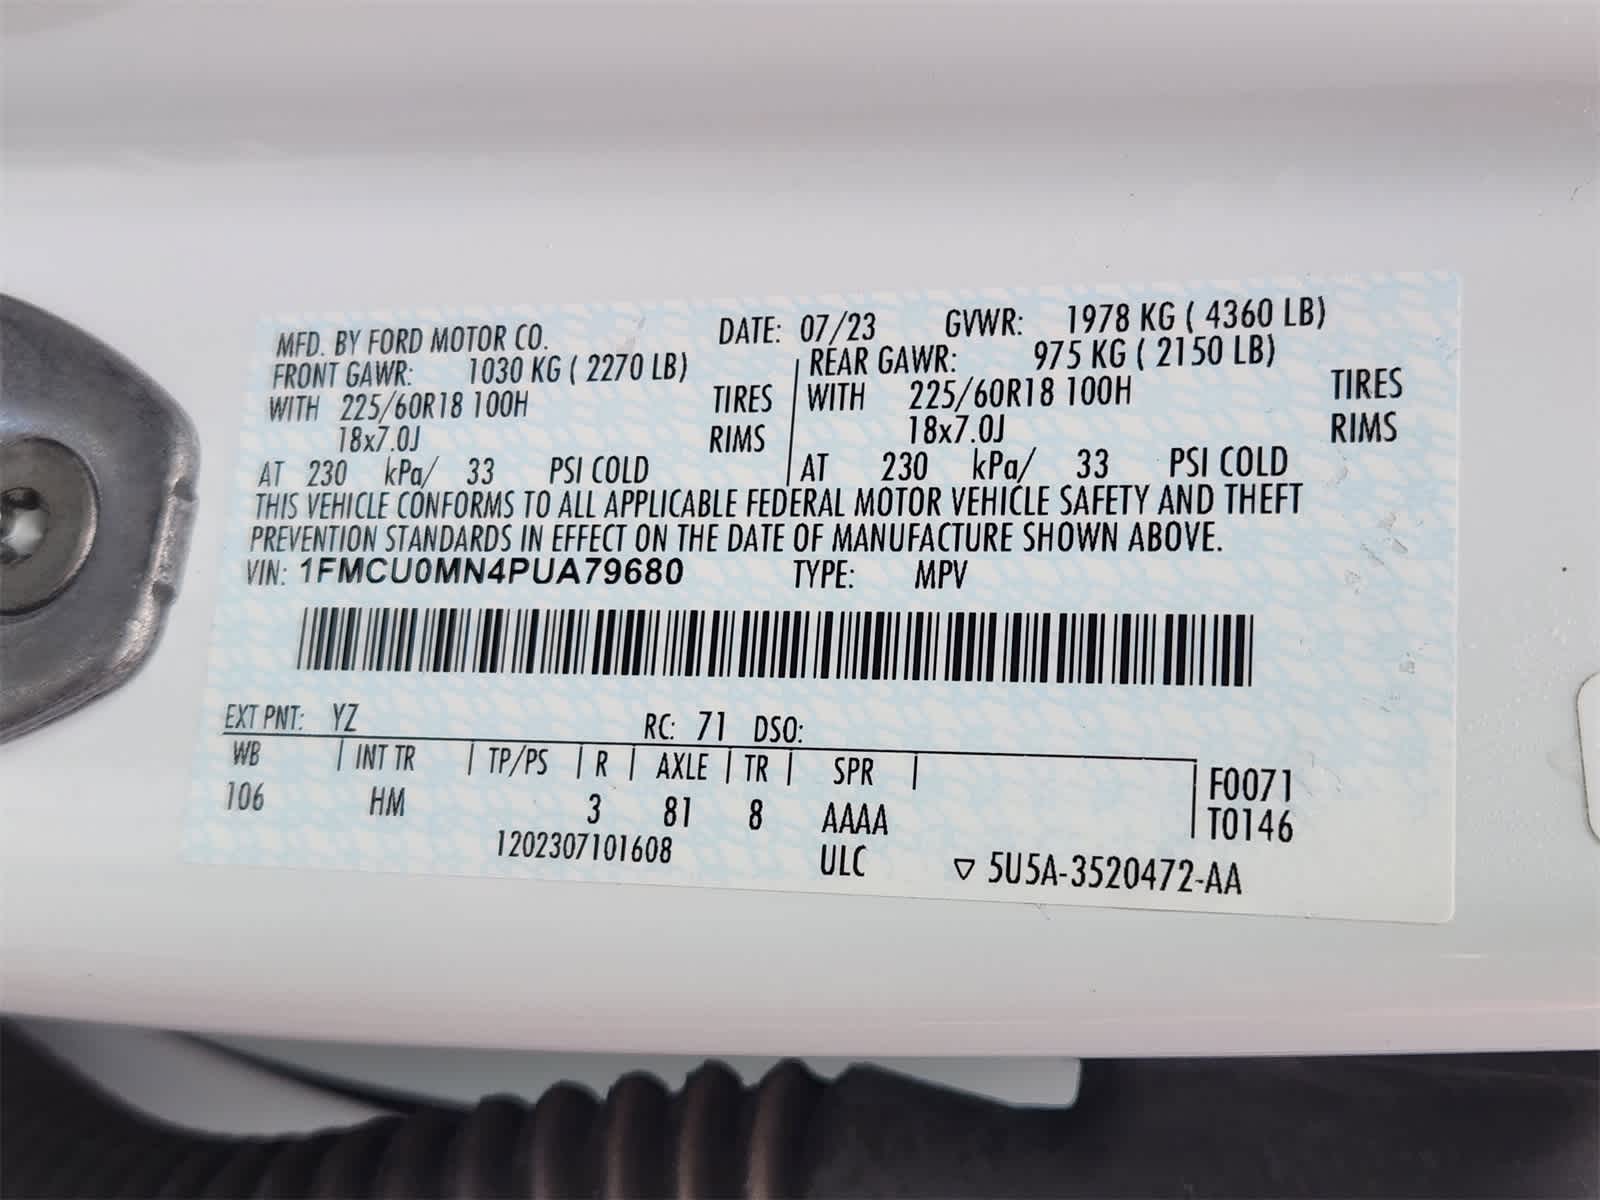 MFD. BY FORD MOTOR CO. DATE: 07/23 GVWR: 1978 KG ( 4360 LB)
FRONT GAWR: 1030 KG ( 2270 LB) REAR GAWR: 975 KG ( 2150 LB)
WITH 225/60R18 100H TIRES WITH 225/60R18 100H TIRES
18x7.0J RIMS 18x7.0J RIMS
AT 230 kPa/ 33 PSI COLD AT 230 kPa/ 33 PSI COLD
THIS VEHICLE CONFORMS TO ALL APPLICABLE FEDERAL MOTOR VEHICLE SAFETY AND THEFT
PREVENTION STANDARDS IN EFFECT ON THE DATE OF MANUFACTURE SHOWN ABOVE.
VIN: 1FMCU0MN4PUA79680 TYPE: MPV
EXT PNT: YZ RC: 71 DSO:
WB | INT TR | TP/PS | R | AXLE | TR | SPR | F0071
106 HM 3 81 8 AAAA T0146
1202307101608 ULC ▽ 5U5A-3520472-AA